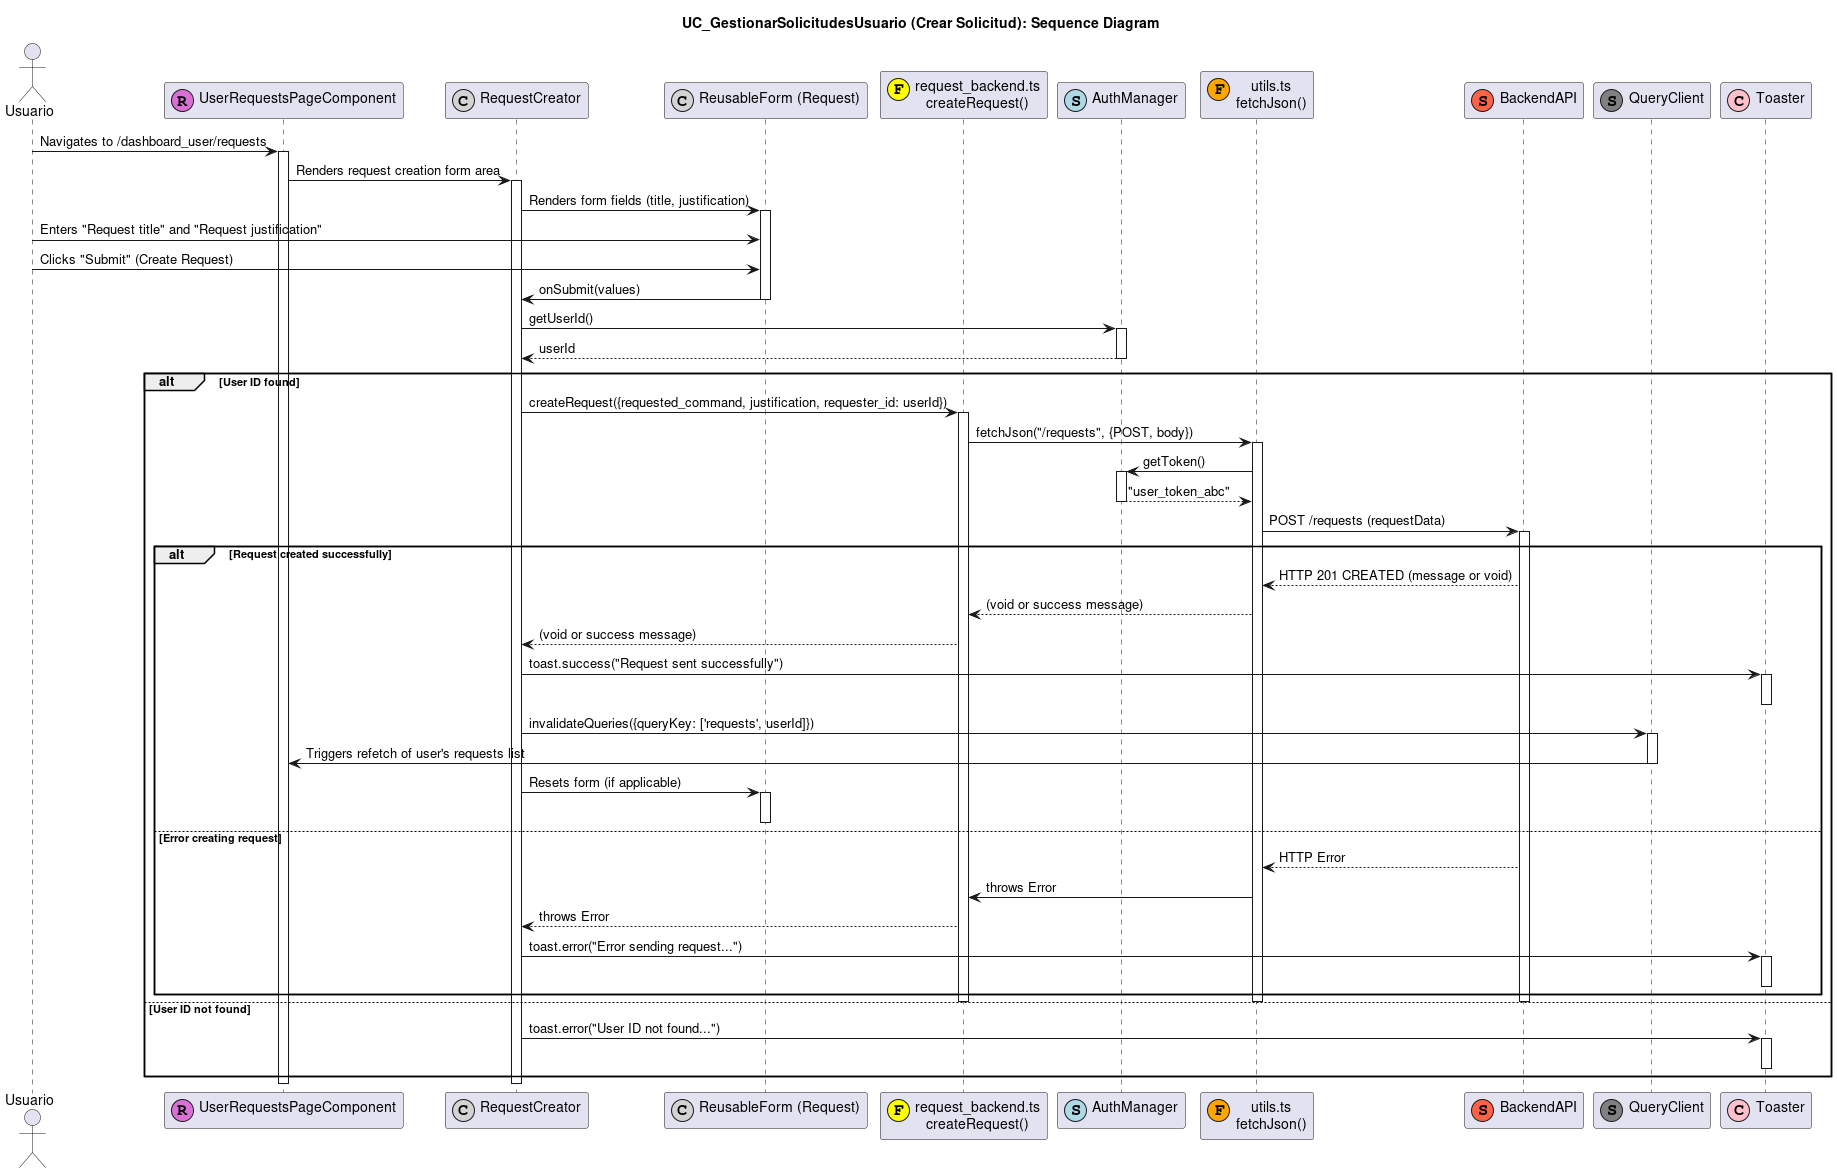 UC_GestionarSolicitudesUsuario (Crear Solicitud): Sequence Diagram
Usuario
R UserRequestsPageComponent
C RequestCreator
C ReusableForm (Request)
F request_backend.ts
createRequest()
S AuthManager
F utils.ts
fetchJson()
S BackendAPI
S QueryClient
C Toaster
Navigates to /dashboard_user/requests
Renders request creation form area
Renders form fields (title, justification)
Enters "Request title" and "Request justification"
Clicks "Submit" (Create Request)
onSubmit(values)
getUserId()
userId
alt [User ID found]
createRequest({requested_command, justification, requester_id: userId})
fetchJson("/requests", {POST, body})
getToken()
"user_token_abc"
POST /requests (requestData)
alt [Request created successfully]
HTTP 201 CREATED (message or void)
(void or success message)
(void or success message)
toast.success("Request sent successfully")
invalidateQueries({queryKey: ['requests', userId]})
Triggers refetch of user's requests list
Resets form (if applicable)
[Error creating request]
HTTP Error
throws Error
throws Error
toast.error("Error sending request...")
[User ID not found]
toast.error("User ID not found...")
Usuario
R UserRequestsPageComponent
C RequestCreator
C ReusableForm (Request)
F request_backend.ts
createRequest()
S AuthManager
F utils.ts
fetchJson()
S BackendAPI
S QueryClient
C Toaster